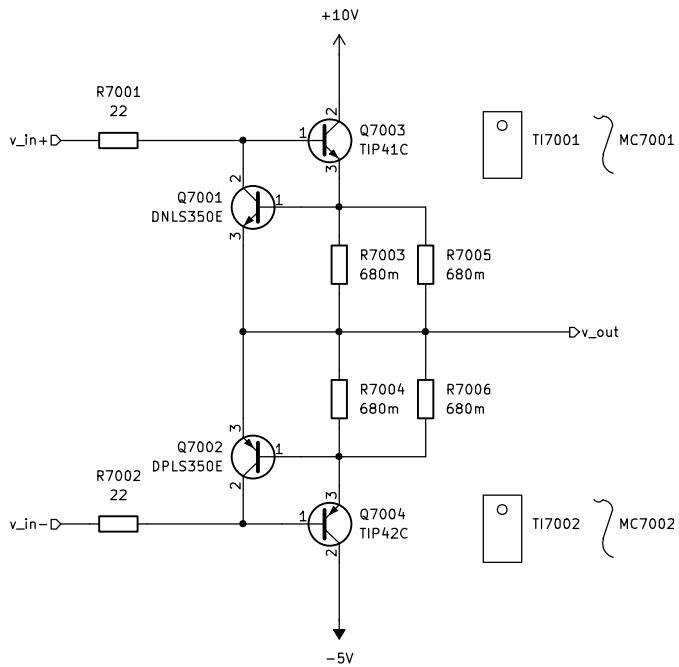 +10V
R7001
22
v_in+
1
2
3
Q7003
TIP41C
TI7001
MC7001
Q7001
DNLS350E
2
1
3
R7003
680m
R7005
680m
v_out
R7004
680m
R7006
680m
Q7002
DPLS350E
3
1
2
R7002
22
v_in-
1
3
2
Q7004
TIP42C
TI7002
MC7002
-5V